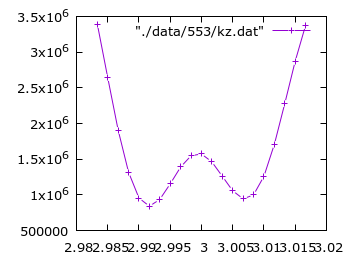 3.5x10^6
"./data/553/kz.dat"
3x10^6
2.5x10^6
2x10^6
1.5x10^6
1x10^6
500000
2.98 2.985 2.99 2.995 3 3.005 3.01 3.015 3.02